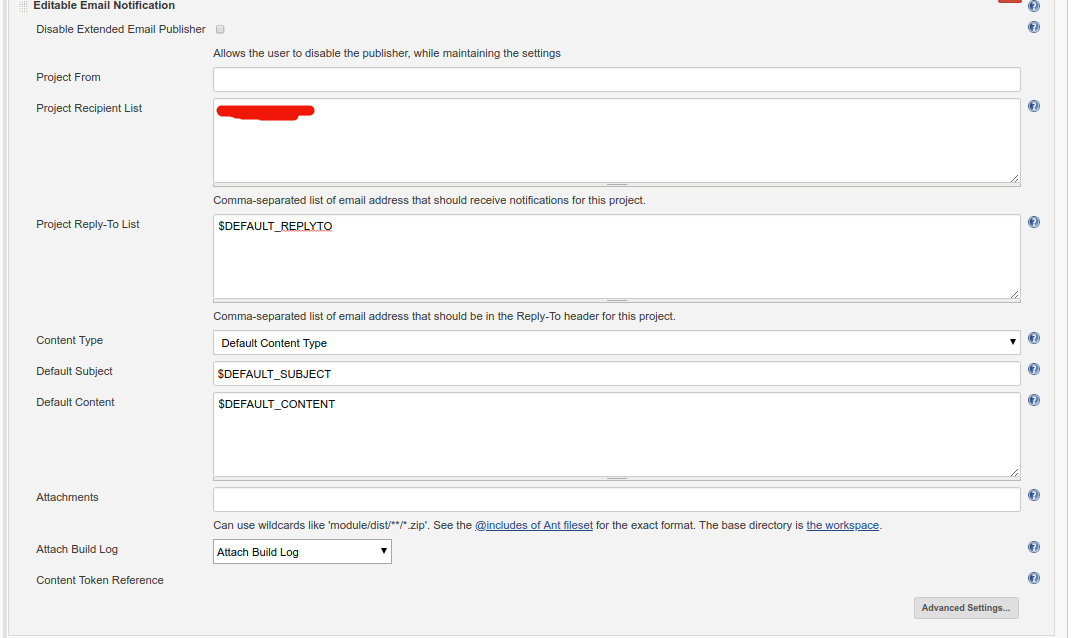 Editable Email Notification
Disable Extended Email Publisher
Allows the user to disable the publisher, while maintaining the settings
Project From
Project Recipient List
Comma-separated list of email address that should receive notifications for this project.
Project Reply-To List
$DEFAULT_REPLYTO
Comma-separated list of email address that should be in the Reply-To header for this project.
Content Type
Default Content Type
Default Subject
$DEFAULT_SUBJECT
Default Content
$DEFAULT_CONTENT
Attachments
Can use wildcards like 'module/dist/**/*.zip'. See the @includes of Ant fileset for the exact format. The base directory is the workspace.
Attach Build Log
Attach Build Log
Content Token Reference
Advanced Settings...